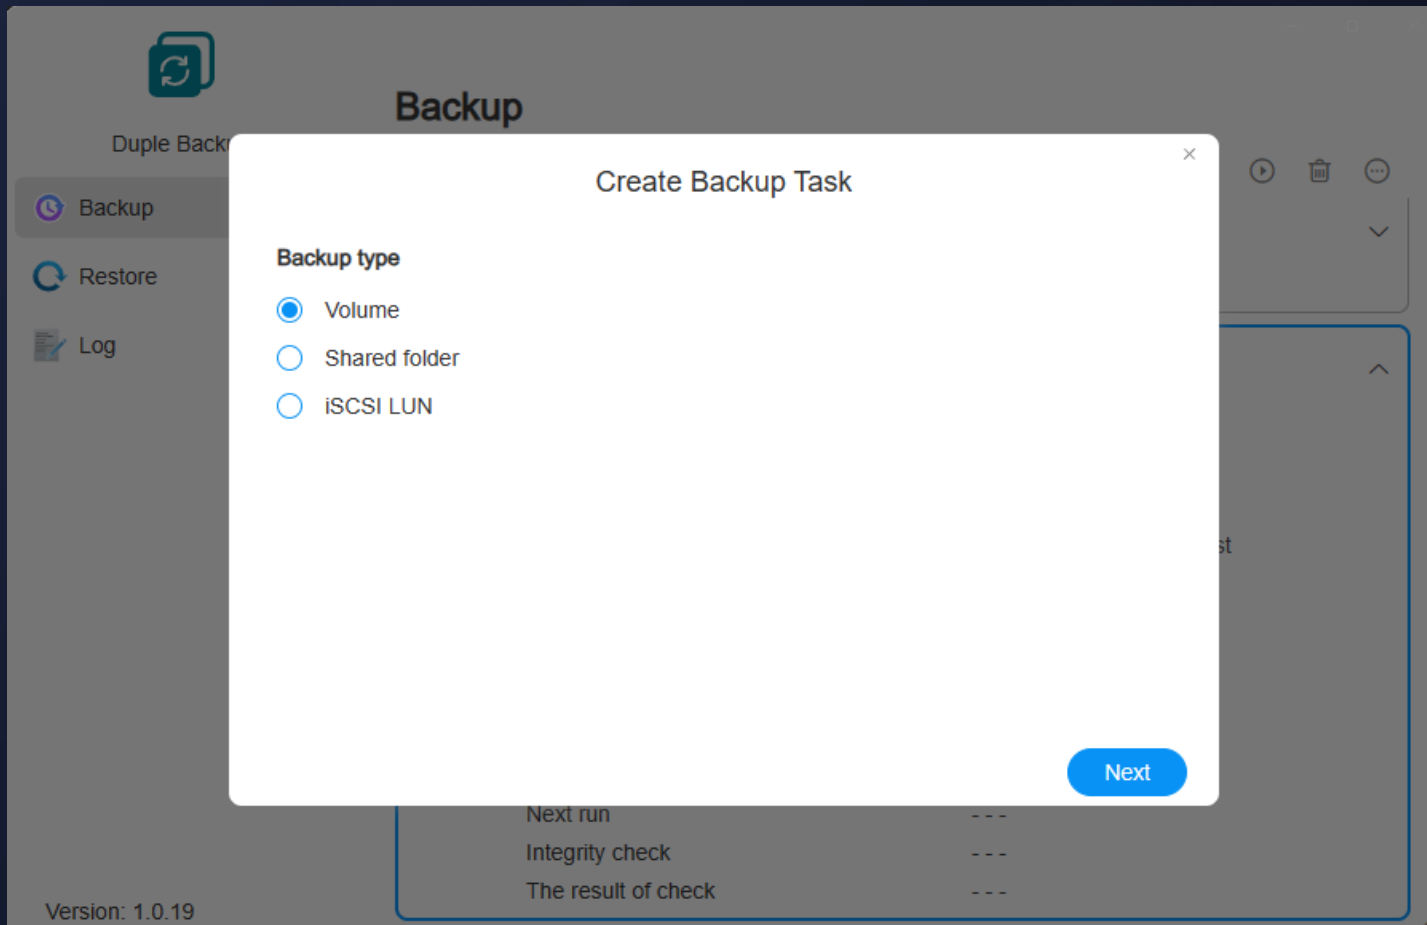 Backup
Duple Back
Backup
Restore
Log
Create Backup Task
Backup type
Volume
Shared folder
iSCSI LUN
Next
st
Next run - - -
Integrity check - - -
The result of check - - -
Version: 1.0.19